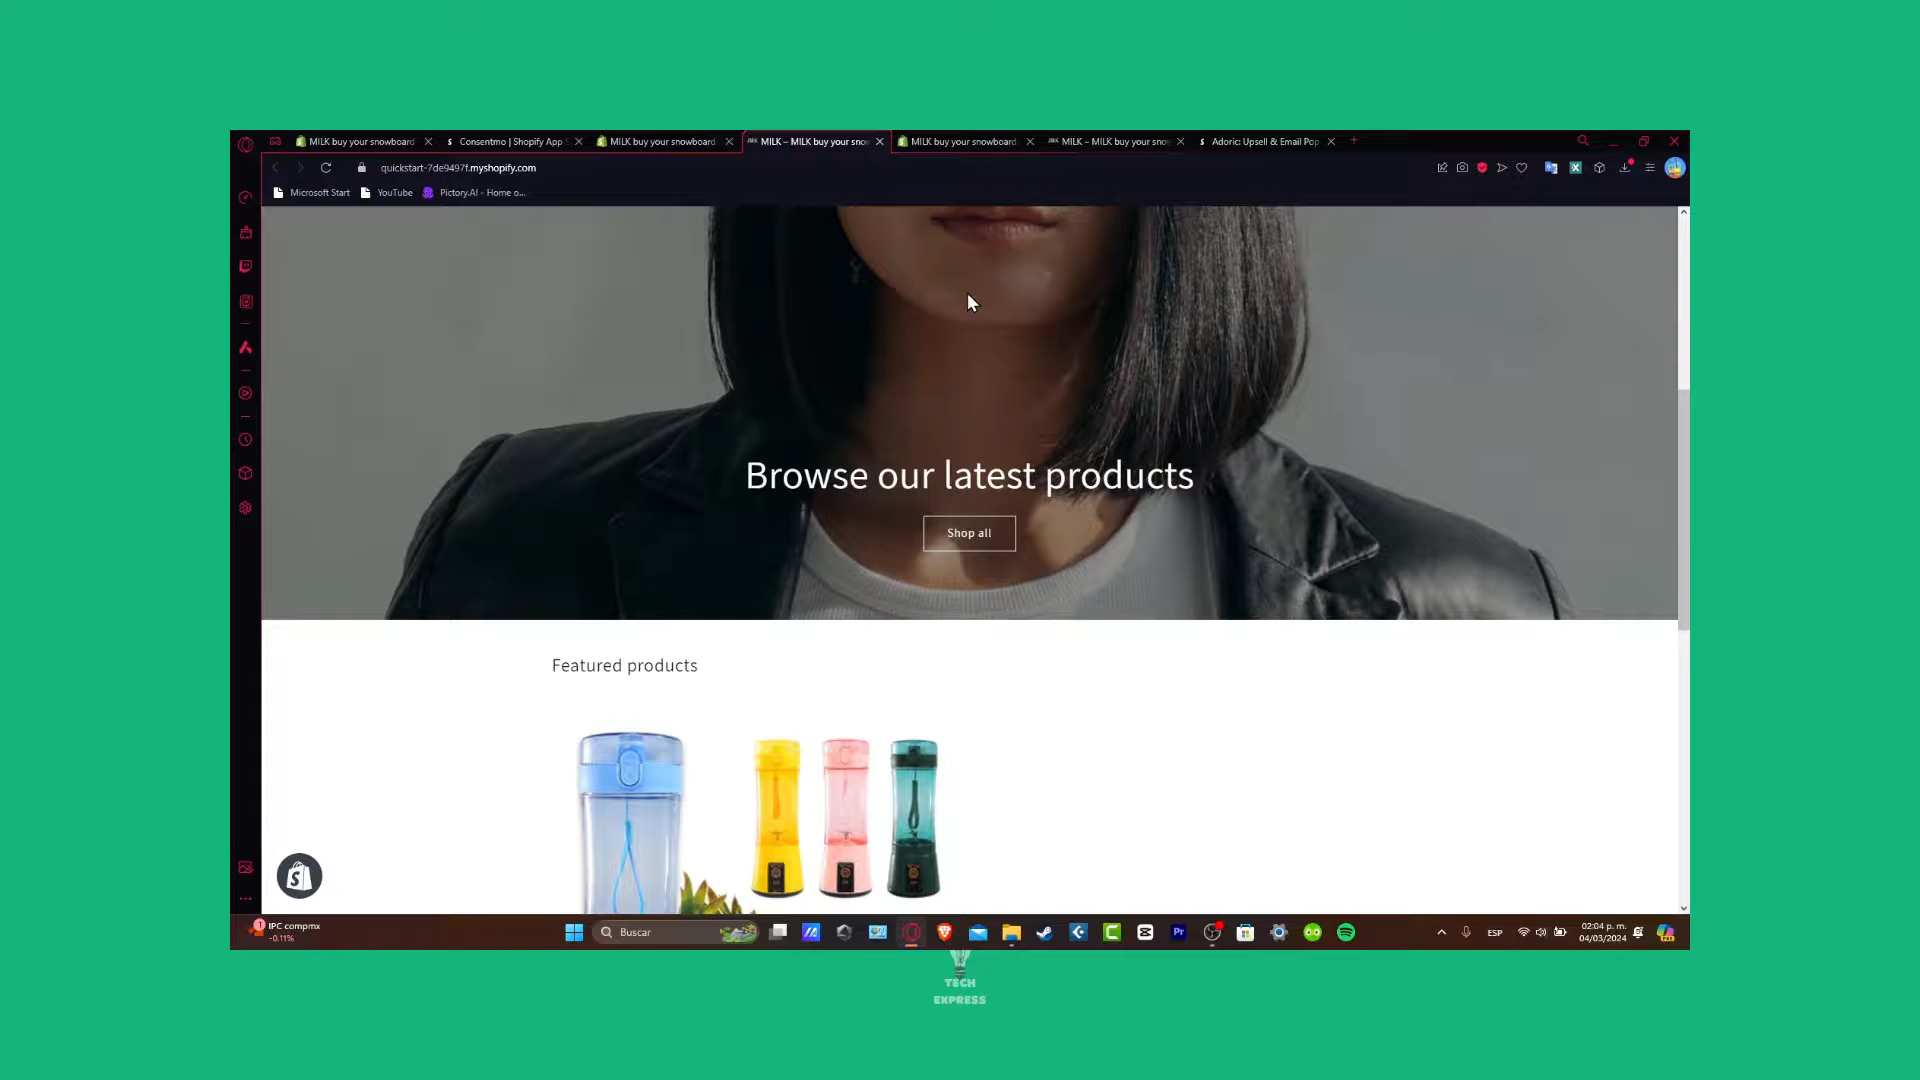 MILK buy your snowboard
Consentmo | Shopify App S
MILK buy your snowboard
MILK – MILK buy your snow
MILK buy your snowboard
MILK – MILK buy your snow
Adoric: Upsell & Email Pop
quickstart-7de9497f.myshopify.com
Microsoft Start
YouTube
Pictory.AI - Home o...
Browse our latest products
Shop all
Featured products
1
IPC compmx
-0.11%
Buscar
Pr
ESP
02:04 p. m.
04/03/2024
TECH
EXPRESS